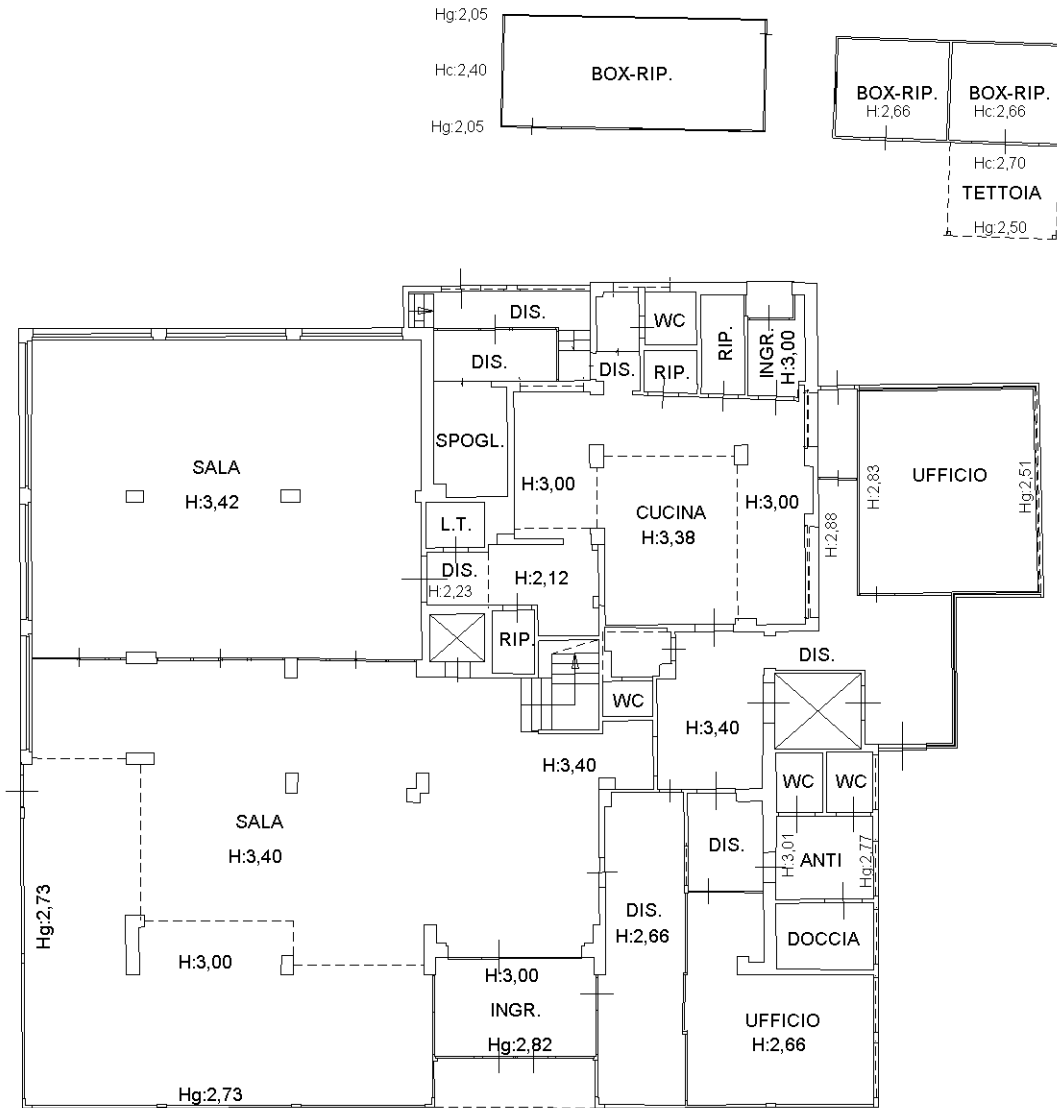 Hg:2,05
Hc:2,40
BOX-RIP.
Hg:2,05
BOX-RIP.
H:2,66
BOX-RIP.
Hc:2,66
Hc:2,70
TETTOIA
Hg:2,50
DIS.
WC
DIS.
DIS.
RIP.
RIP.
INGR.
H:3,00
SPOGL.
SALA
H:3,42
H:3,00
CUCINA
H:3,38
H:3,00
H:2,88
H:2,83
UFFICIO
Hg:2,51
L.T.
DIS.
H:2,23
H:2,12
RIP.
WC
DIS.
H:3,40
H:3,40
WC
WC
SALA
H:3,40
DIS.
H:3,01
ANTI
Hg:2,77
Hg:2,73
DIS.
H:2,66
DOCCIA
H:3,00
H:3,00
INGR.
Hg:2,82
UFFICIO
H:2,66
Hg:2,73